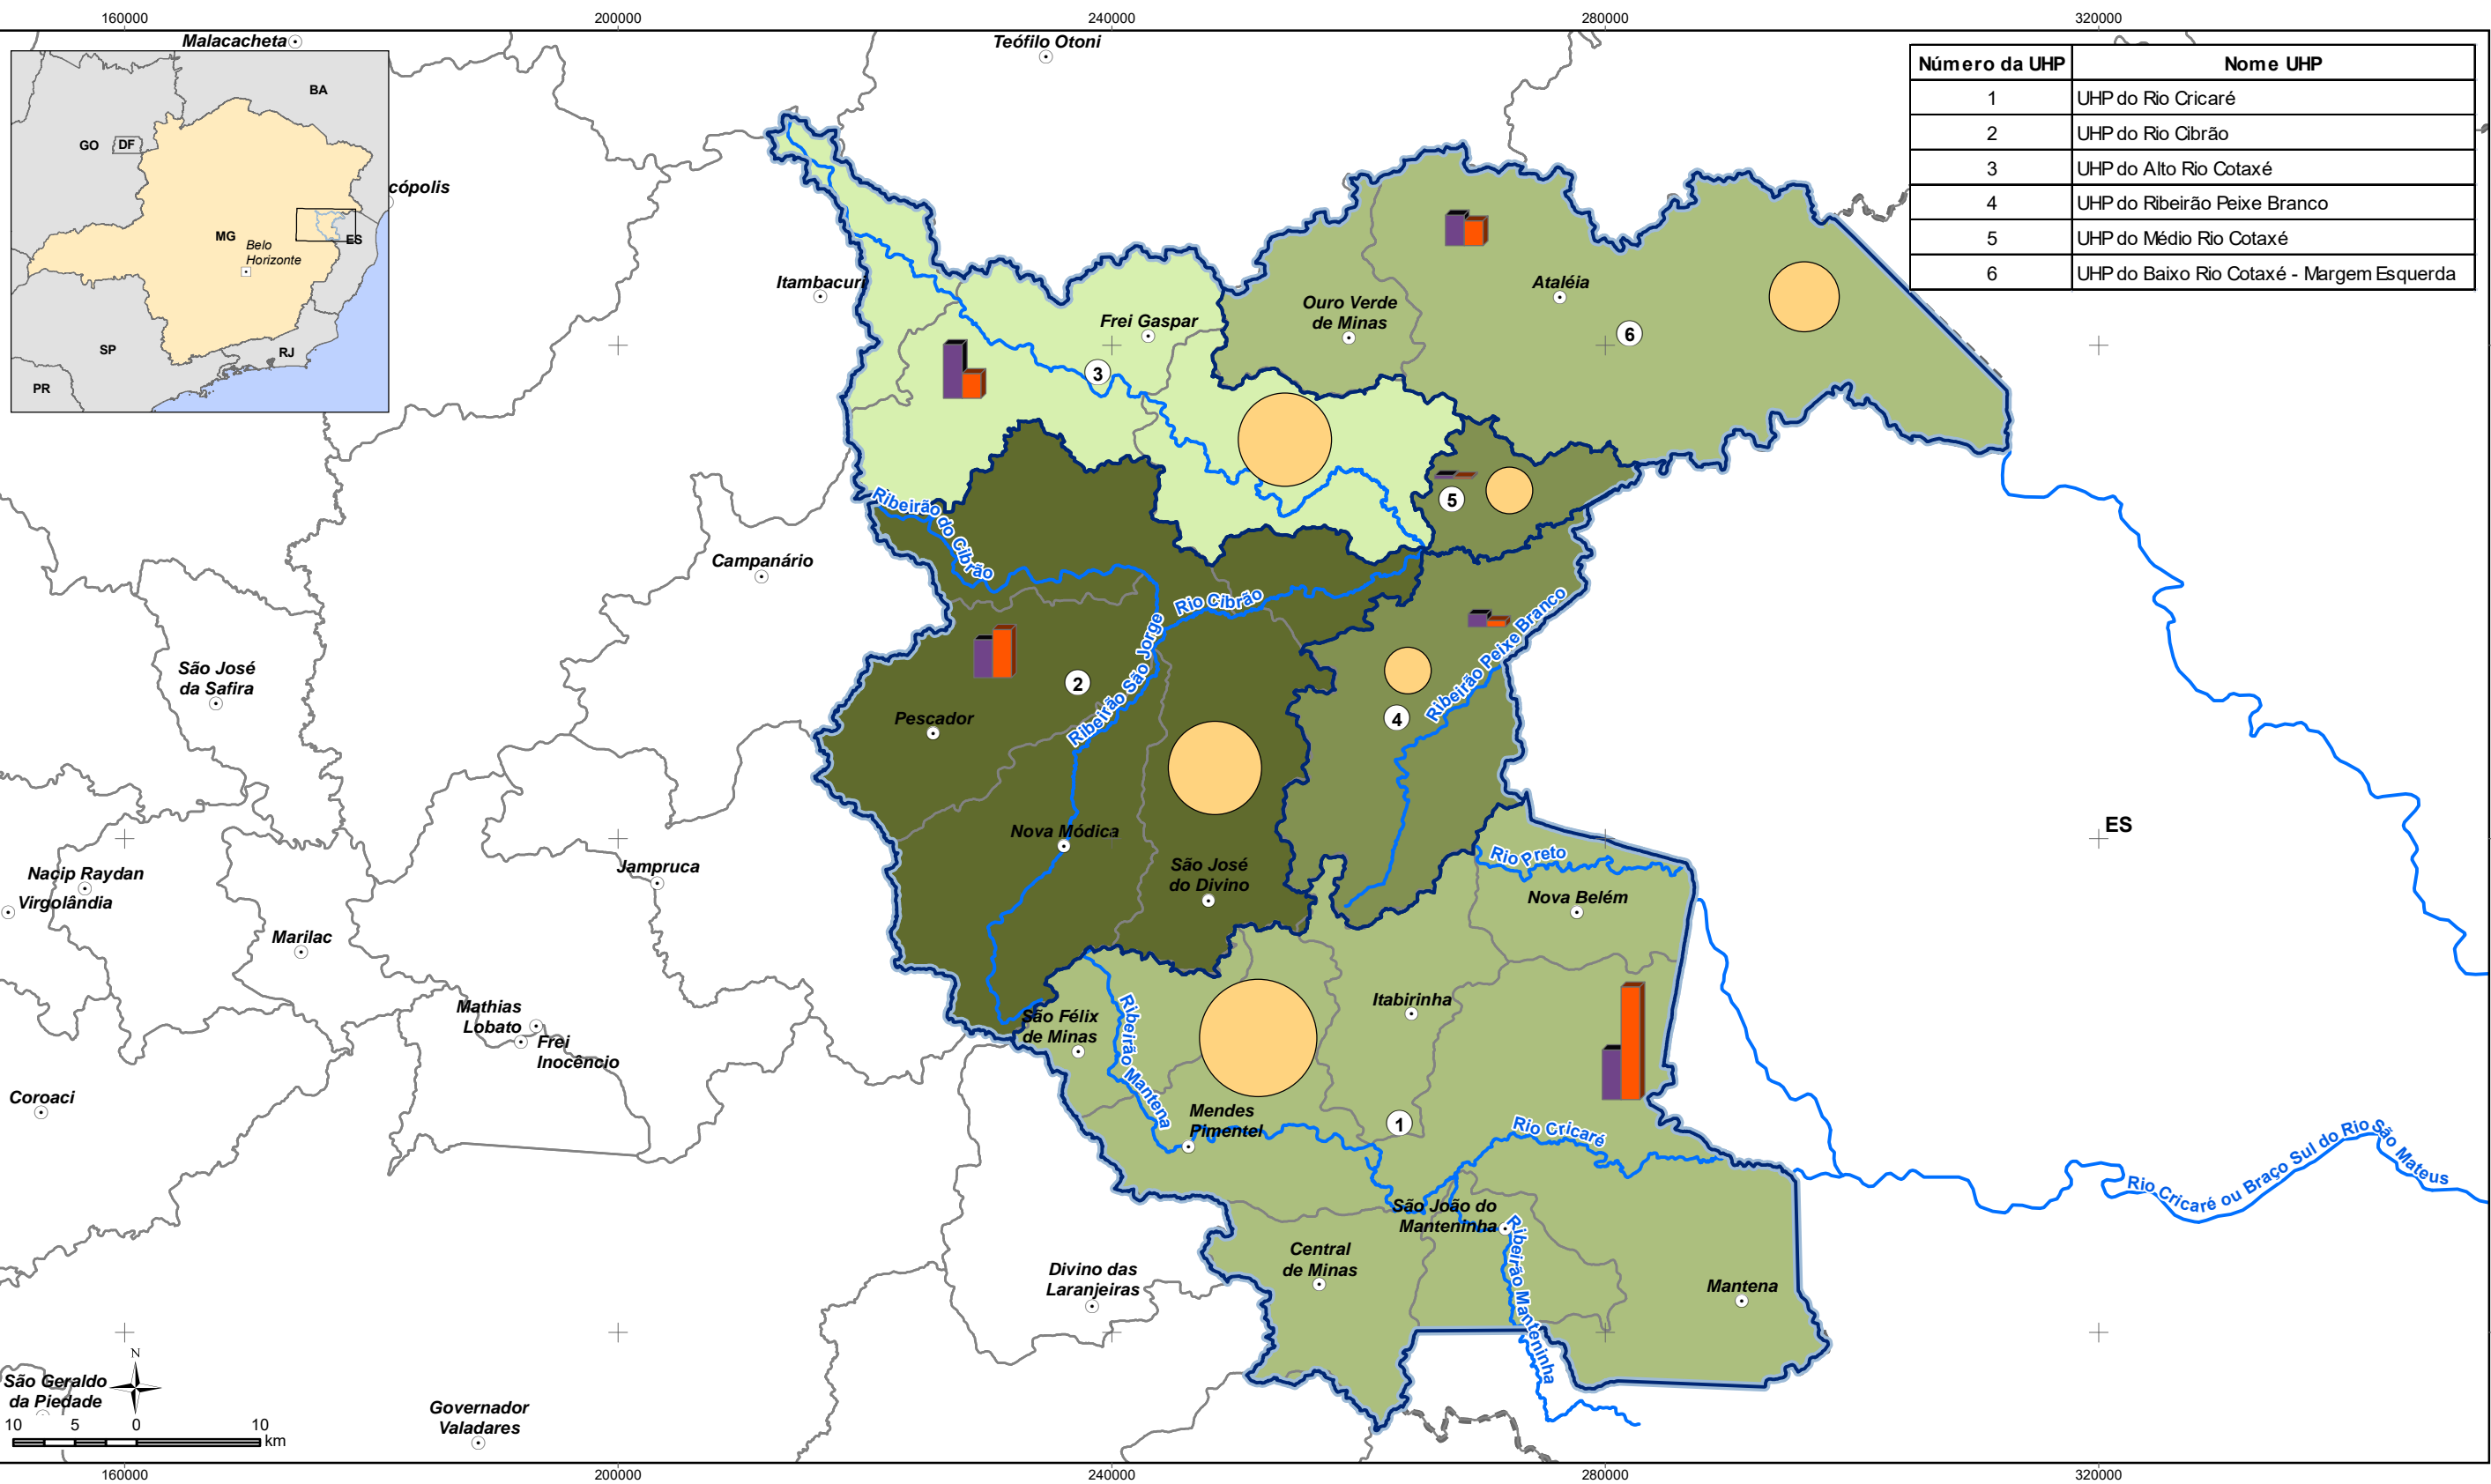 160000
200000
240000
280000
320000
Malacacheta
Teófilo Otoni
BA
GO
DF
MG
Belo
Horizonte
ES
SP
RJ
PR
cópolis
Número da UHP
Nome UHP
1
UHP do Rio Cricaré
2
UHP do Rio Cibrão
3
UHP do Alto Rio Cotaxé
4
UHP do Ribeirão Peixe Branco
5
UHP do Médio Rio Cotaxé
6
UHP do Baixo Rio Cotaxé - Margem Esquerda
Itambacuri
Frei Gaspar
Ouro Verde
de Minas
Ataléia
6
3
5
Ribeirão do Cibrão
Campanário
Rio Cibrão
Ribeirão São Jorge
Ribeirão Peixe Branco
São José
da Safira
2
4
Pescador
Nova Módica
São José
do Divino
ES
Rio Preto
Nova Belém
Jampruca
Nacip Raydan
Virgolândia
Marilac
Mathias
Lobato
Frei
Inocêncio
São Félix
de Minas
Ribeirão Mantena
Itabirinha
Coroaci
Mendes
Pimentel
1
Rio Cricaré
Rio Cricaré ou Braço Sul do Rio São Mateus
São João do
Manteninha
Ribeirão Manteninha
Central
de Minas
Divino das
Laranjeiras
Mantena
N
São Geraldo
da Piedade
10 5 0 10
km
Governador
Valadares
160000
200000
240000
280000
320000